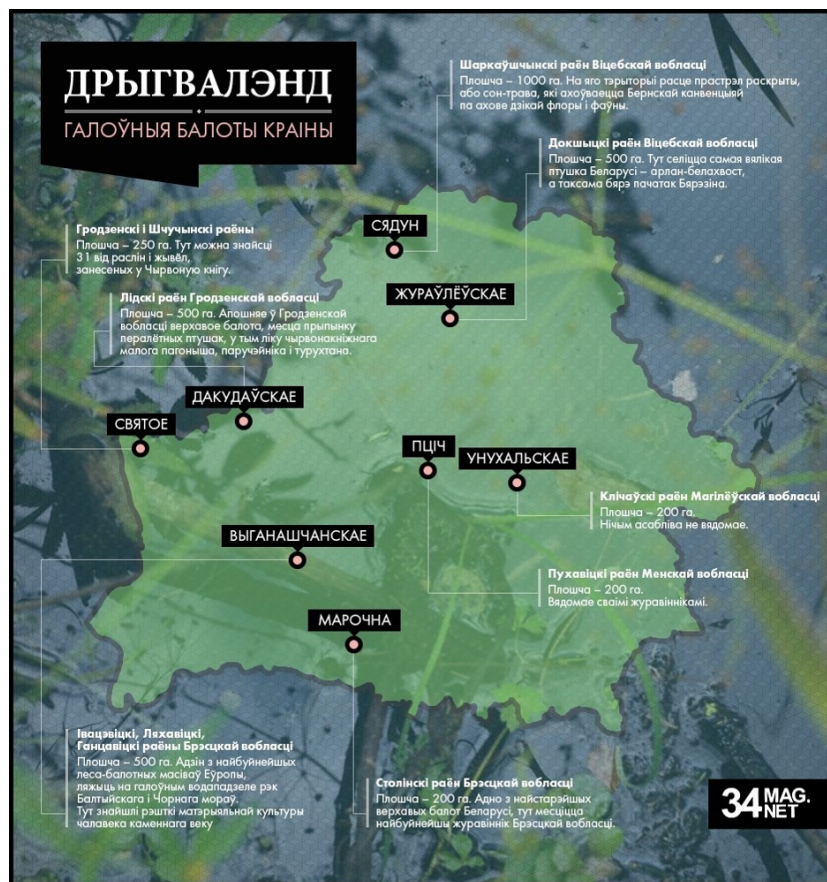 ДРЫГВАЛЭНД
ГАЛОЎНЫЯ БАЛОТЫ КРАІНЫ
Шаркаўшчынскі раён Віцебскай вобласці
Плошча – 1000 га. На яго тэрыторыі расце прастрэл раскрыты,
або сон-трава, які ахоўваецца Бернскай канвенцыяй
па ахове дзікай флоры і фаўны.
Докшыцкі раён Віцебскай вобласці
Плошча – 500 га. Тут селіцца самая вялікая
птушка Беларусі – арлан-белахвост,
а таксама бярэ пачатак Бярэзіна.
Гродзенскі і Шчучынскі раёны
Плошча – 250 га. Тут можна знайсці
31 від раслін і жывёл,
занесеных у Чырвоную кнігу.
Лідскі раён Гродзенскай вобласці
Плошча – 500 га. Апошняе ў Гродзенскай
вобласці верхавое балота, месца прыпынку
пералётных птушак, у тым ліку чырвонакніжнага
малога пагоныша, паручэйніка і турухтана.
СЯДУН
ЖУРАЎЛЁЎСКАЕ
ДАКУДАЎСКАЕ
СВЯТОЕ
ПЦІЧ
УНУХАЛЬСКАЕ
Клічаўскі раён Магілёўскай вобласці
Плошча – 200 га.
Нічым асабліва не вядомае.
ВЫГАНАШЧАНСКАЕ
Пухавіцкі раён Менскай вобласці
Плошча – 200 га.
Вядомае сваімі журавіннікамі.
МАРОЧНА
Івацэвіцкі, Ляхавіцкі,
Ганцавіцкі раёны Брэсцкай вобласці
Плошча – 500 га. Адзін з найбуйнейшых
леса-балотных масіваў Еўропы,
ляжыць на галоўным водападзеле рэк
Балтыйскага і Чорнага мораў.
Тут знайшлі рэшткі матэрыяльнай культуры
чалавека каменнага веку
Столінскі раён Брэсцкай вобласці
Плошча – 200 га. Адно з найстарэйшых
верхавых балот Беларусі, тут месціцца
найбуйнейшы журавіннік Брэсцкай вобласці.
34 MAG.
NET